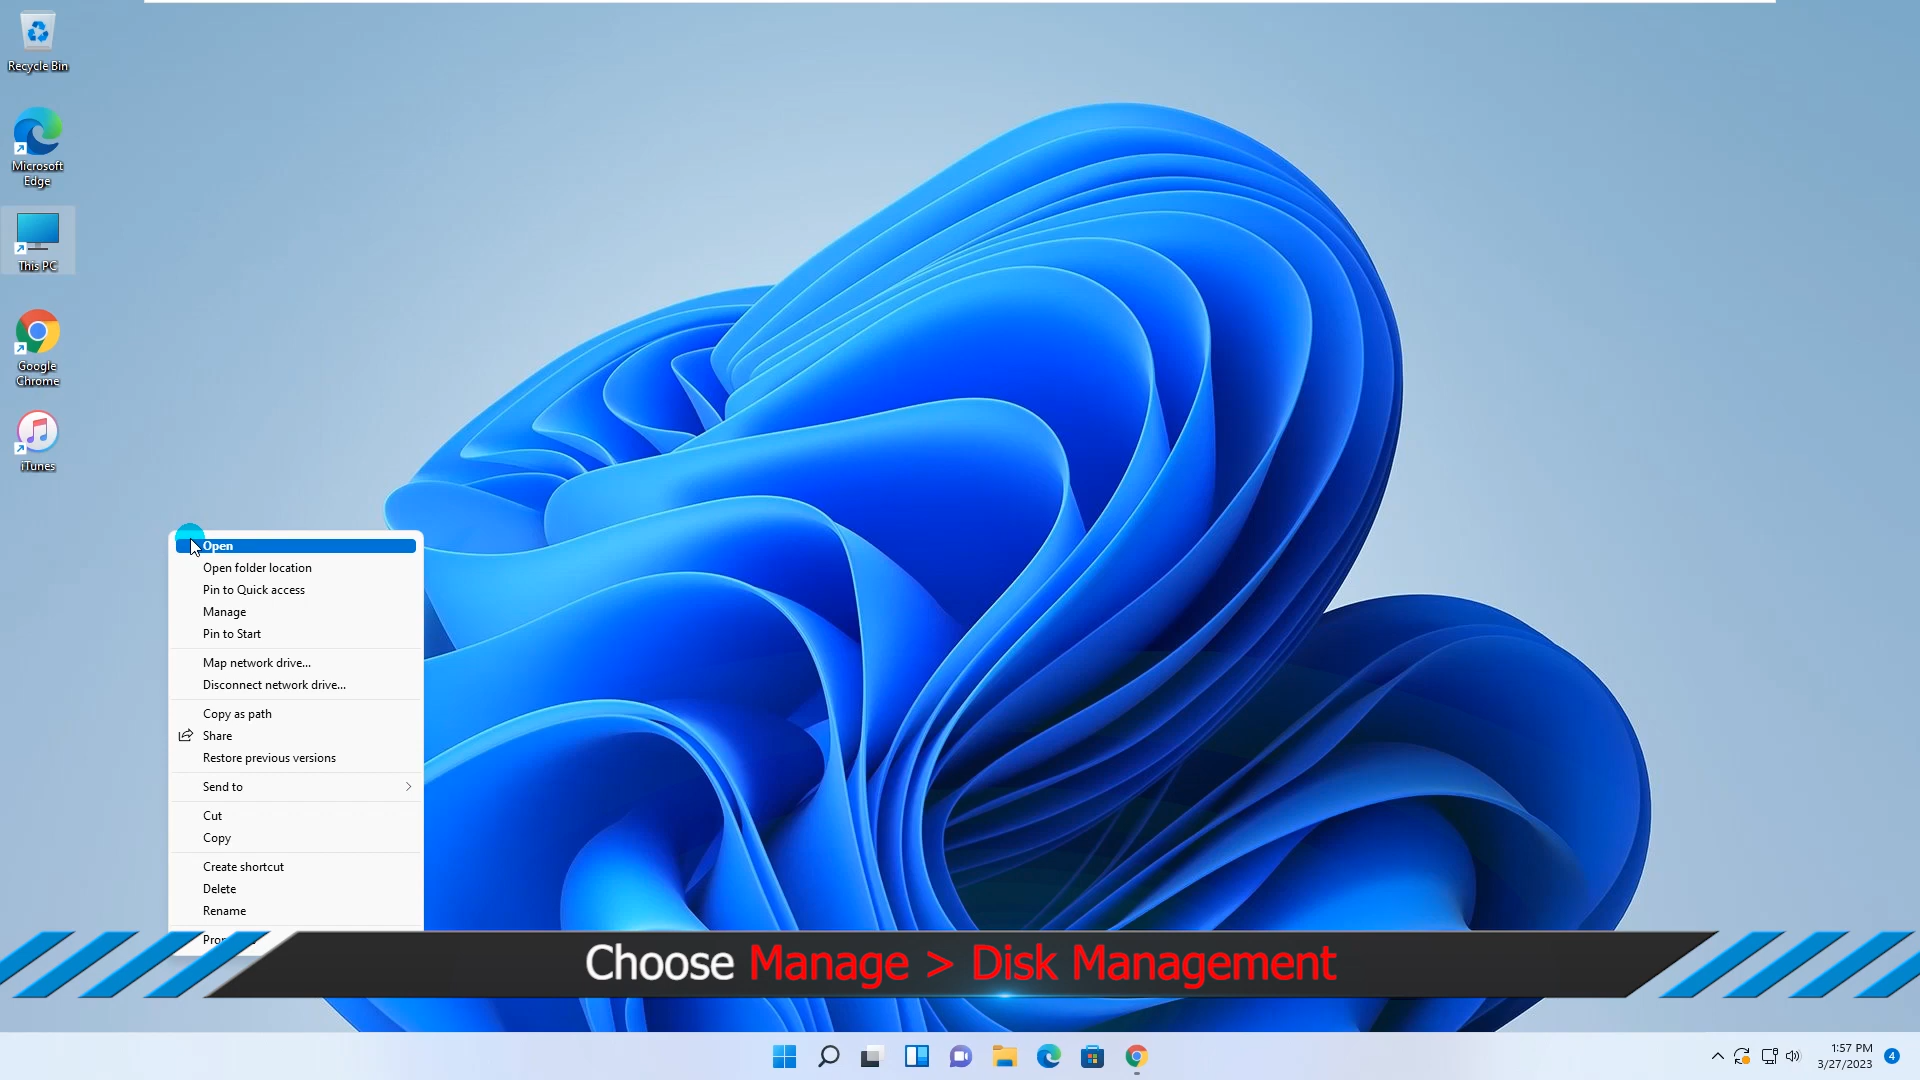 Recycle Bin
Microsoft
Edge
This PC
Google
Chrome
iTunes
Open
Open folder location
Pin to Quick access
Manage
Pin to Start
Map network drive...
Disconnect network drive...
Copy as path
Share
Restore previous versions
Send to
Cut
Copy
Create shortcut
Delete
Rename
Choose Manage > Disk Management
1:57 PM
3/27/2023
4